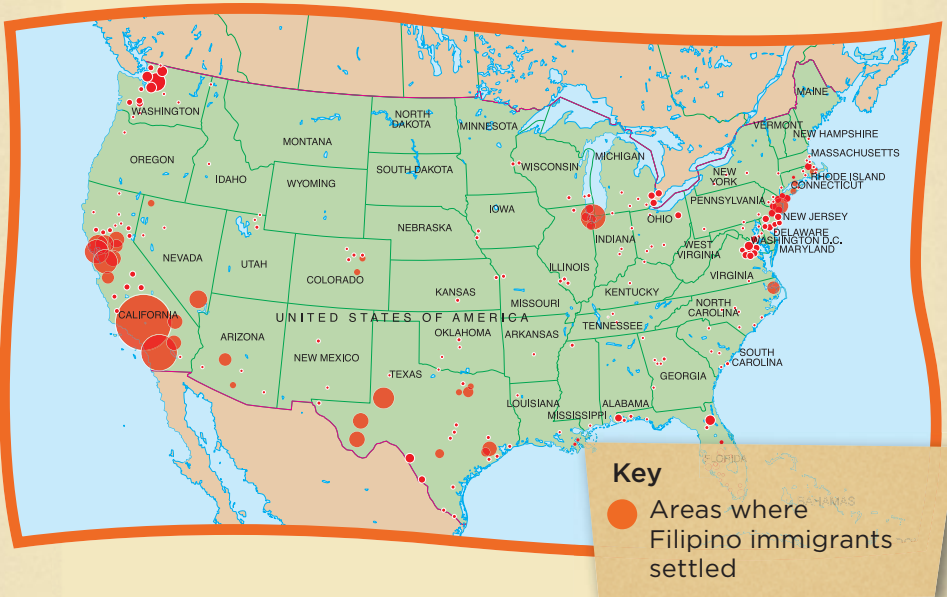 WASHINGTON
MONTANA
NORTH
DAKOTA
MINNESOTA
MAINE
VERMONT
NEW HAMPSHIRE
MASSACHUSETTS
OREGON
IDAHO
WYOMING
SOUTH DAKOTA
WISCONSIN
MICHIGAN
NEW
YORK
RHODE ISLAND
CONNECTICUT
IOWA
PENNSYLVANIA
NEBRASKA
OHIO
NEW JERSEY
DELAWARE
WASHINGTON D.C.
MARYLAND
NEVADA
UTAH
COLORADO
ILLINOIS
INDIANA
WEST
VIRGINIA
VIRGINIA
KANSAS
MISSOURI
KENTUCKY
CALIFORNIA
UNITED STATES OF AMERICA
NORTH
CAROLINA
TENNESSEE
ARIZONA
NEW MEXICO
OKLAHOMA
ARKANSAS
SOUTH
CAROLINA
TEXAS
GEORGIA
LOUISIANA
MISSISSIPPI
ALABAMA
FLORIDA
BAHAMAS
Key
Areas where
Filipino immigrants
settled